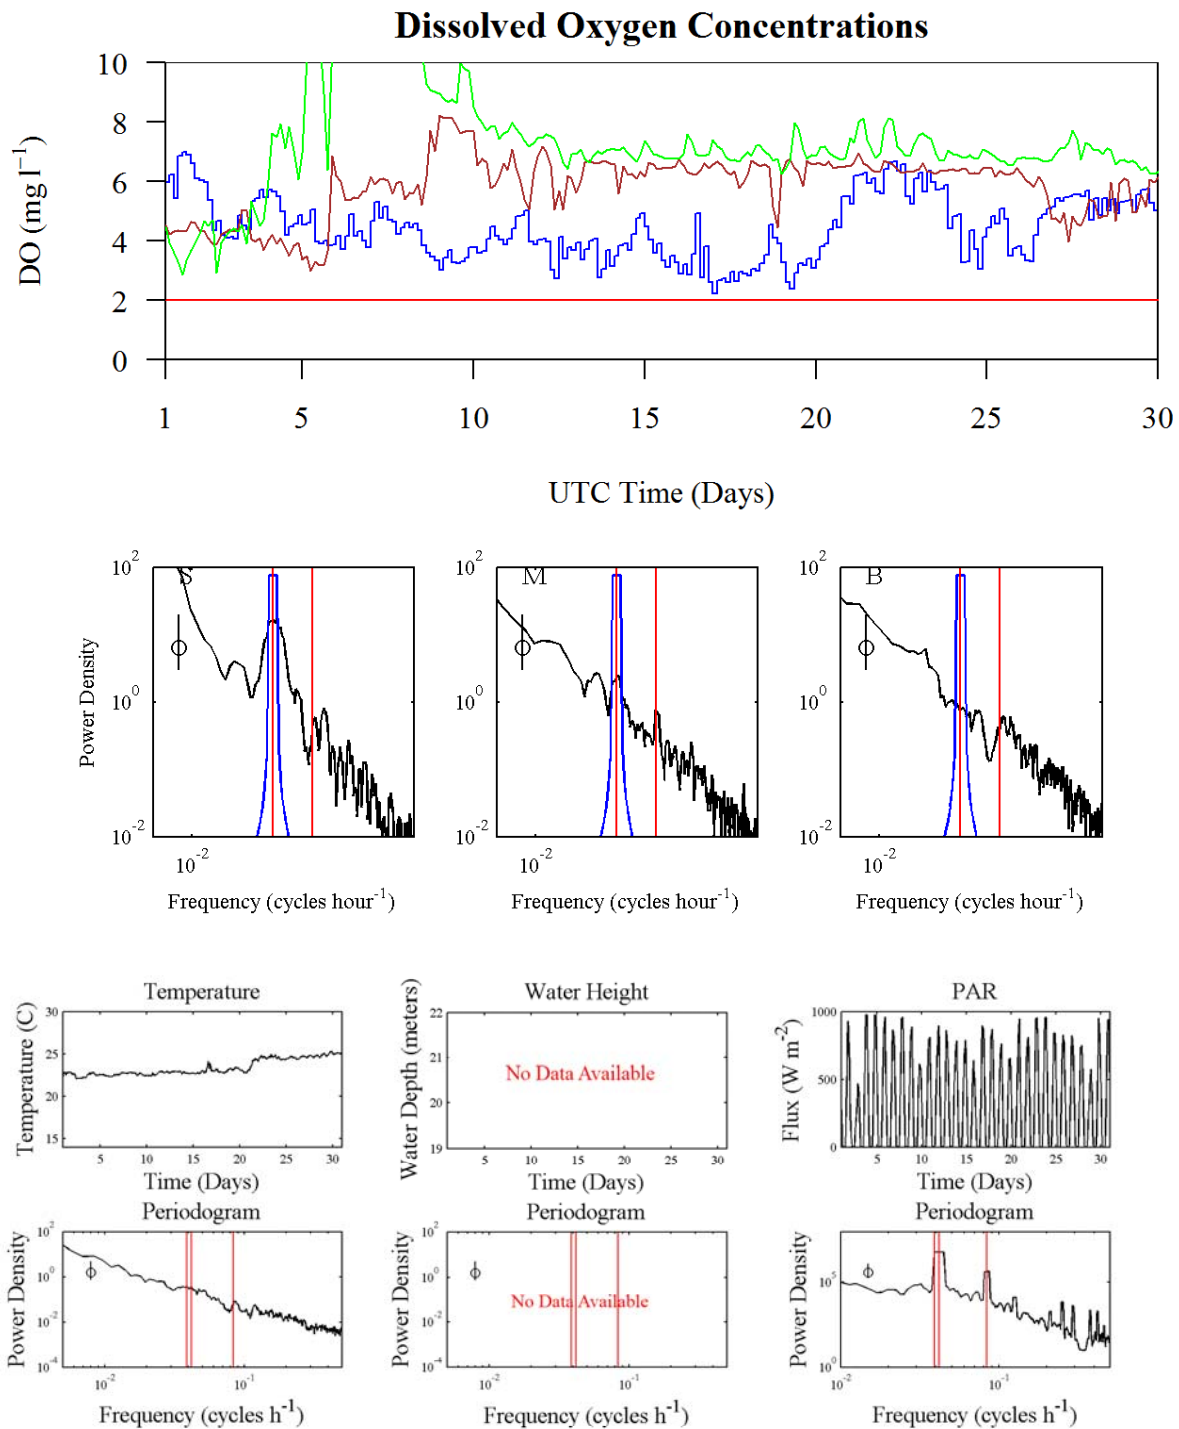 Dissolved Oxygen Concentrations
DO (mg l⁻¹)
10
8
6
4
2
0
1 5 10 15 20 25 30
UTC Time (Days)
Power Density
10² 10⁰ 10⁻²
S
10⁻²
Frequency (cycles hour⁻¹)
10² 10⁰ 10⁻²
M
10⁻²
Frequency (cycles hour⁻¹)
10² 10⁰ 10⁻²
B
10⁻²
Frequency (cycles hour⁻¹)
Temperature
Temperature (C)
30
25
20
15
5 10 15 20 25 30
Time (Days)
Water Height
Water Depth (meters)
22
21
20
19
No Data Available
5 10 15 20 25 30
Time (Days)
PAR
Flux (W m⁻²)
1000
500
0
5 10 15 20 25 30
Time (Days)
Periodogram
Power Density
10² 10⁰ 10⁻² 10⁻⁴
ϕ
10⁻² 10⁻¹
Frequency (cycles h⁻¹)
Periodogram
Power Density
10² 10⁰ 10⁻² 10⁻⁴
ϕ
No Data Available
10⁻² 10⁻¹
Frequency (cycles h⁻¹)
Periodogram
Power Density
10⁵ 10⁰
ϕ
10⁻² 10⁻¹
Frequency (cycles h⁻¹)